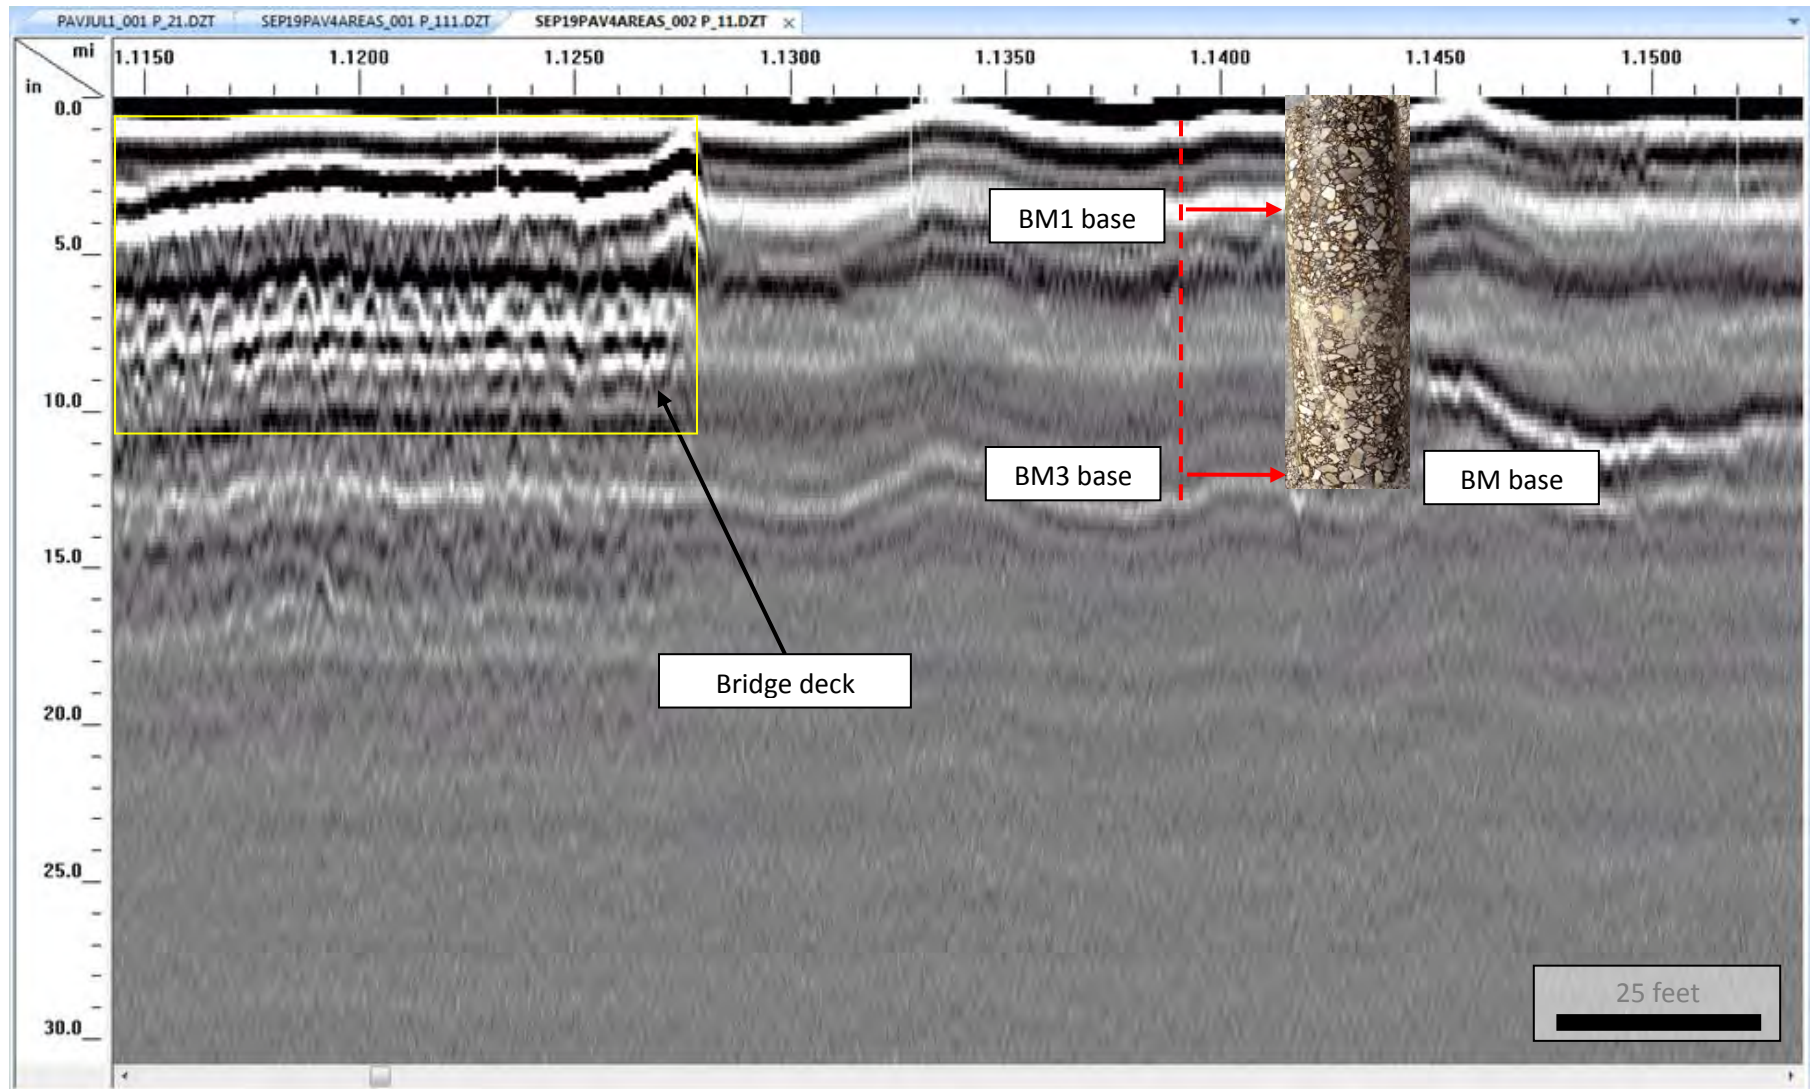 PAVJUL1_001 P_21.DZT SEP19PAV4AREAS_001 P_111.DZT SEP19PAV4AREAS_002 P_11.DZT ×
mi 1.1150 1.1200 1.1250 1.1300 1.1350 1.1400 1.1450 1.1500
in
0.0
BM1 base
5.0
10.0
BM3 base
BM base
15.0
Bridge deck
20.0
25.0
25 feet
30.0